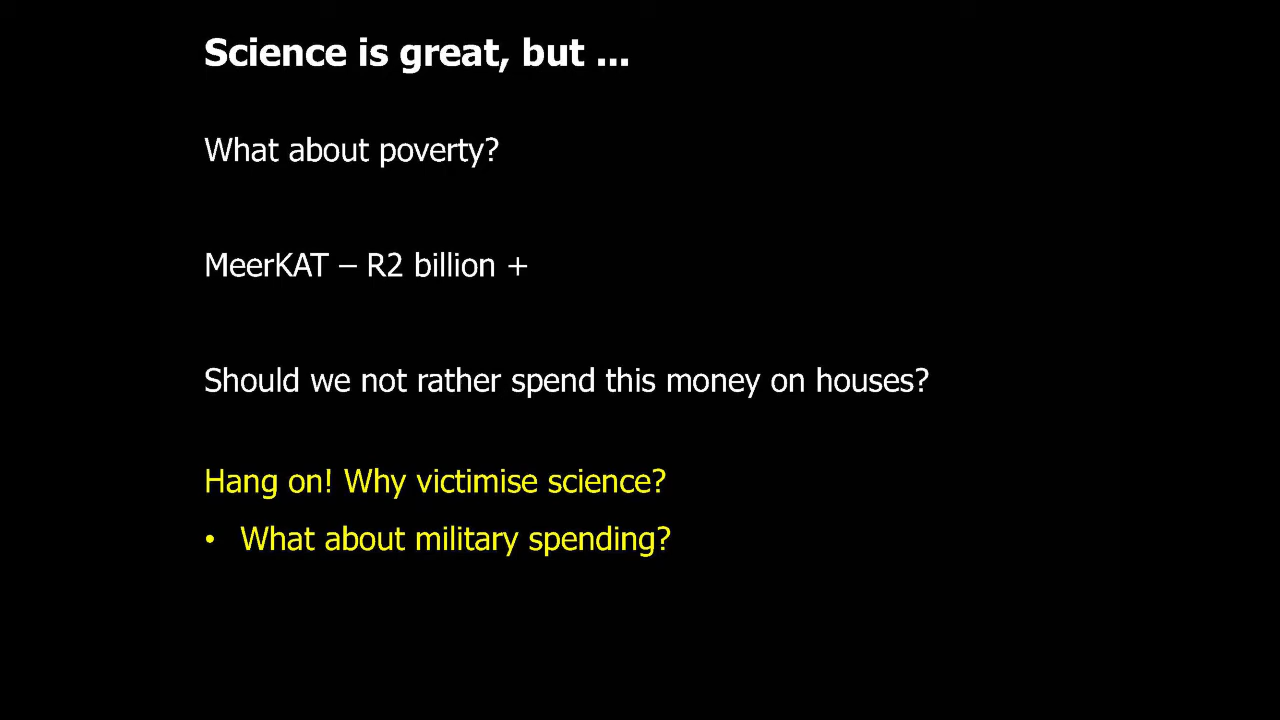 Science is great, but ...
What about poverty?
MeerKAT – R2 billion +
Should we not rather spend this money on houses?
Hang on! Why victimise science?
• What about military spending?